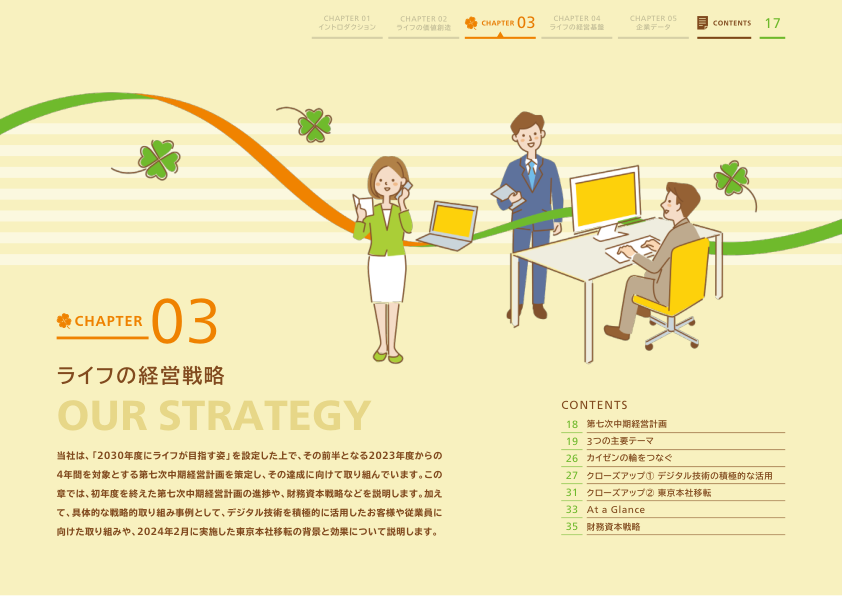 CHAPTER 01
イントロダクション
CHAPTER 02
ライフの価値創造
CHAPTER 03
CHAPTER 04
ライフの経営基盤
CHAPTER 05
企業データ
CONTENTS
17
CHAPTER 03
ライフの経営戦略
OUR STRATEGY
当社は、「2030年度にライフが目指す姿」を設定した上で、その前半となる2023年度からの
4年間を対象とする第七次中期経営計画を策定し、その達成に向けて取り組んでいます。この
章では、初年度を終えた第七次中期経営計画の進捗や、財務資本戦略などを説明します。加え
て、具体的な戦略的取り組み事例として、デジタル技術を積極的に活用したお客様や従業員に
向けた取り組みや、2024年2月に実施した東京本社移転の背景と効果について説明します。
CONTENTS
18 第七次中期経営計画
19 3つの主要テーマ
26 カイゼンの輪をつなぐ
27 クローズアップ① デジタル技術の積極的な活用
31 クローズアップ② 東京本社移転
33 At a Glance
35 財務資本戦略